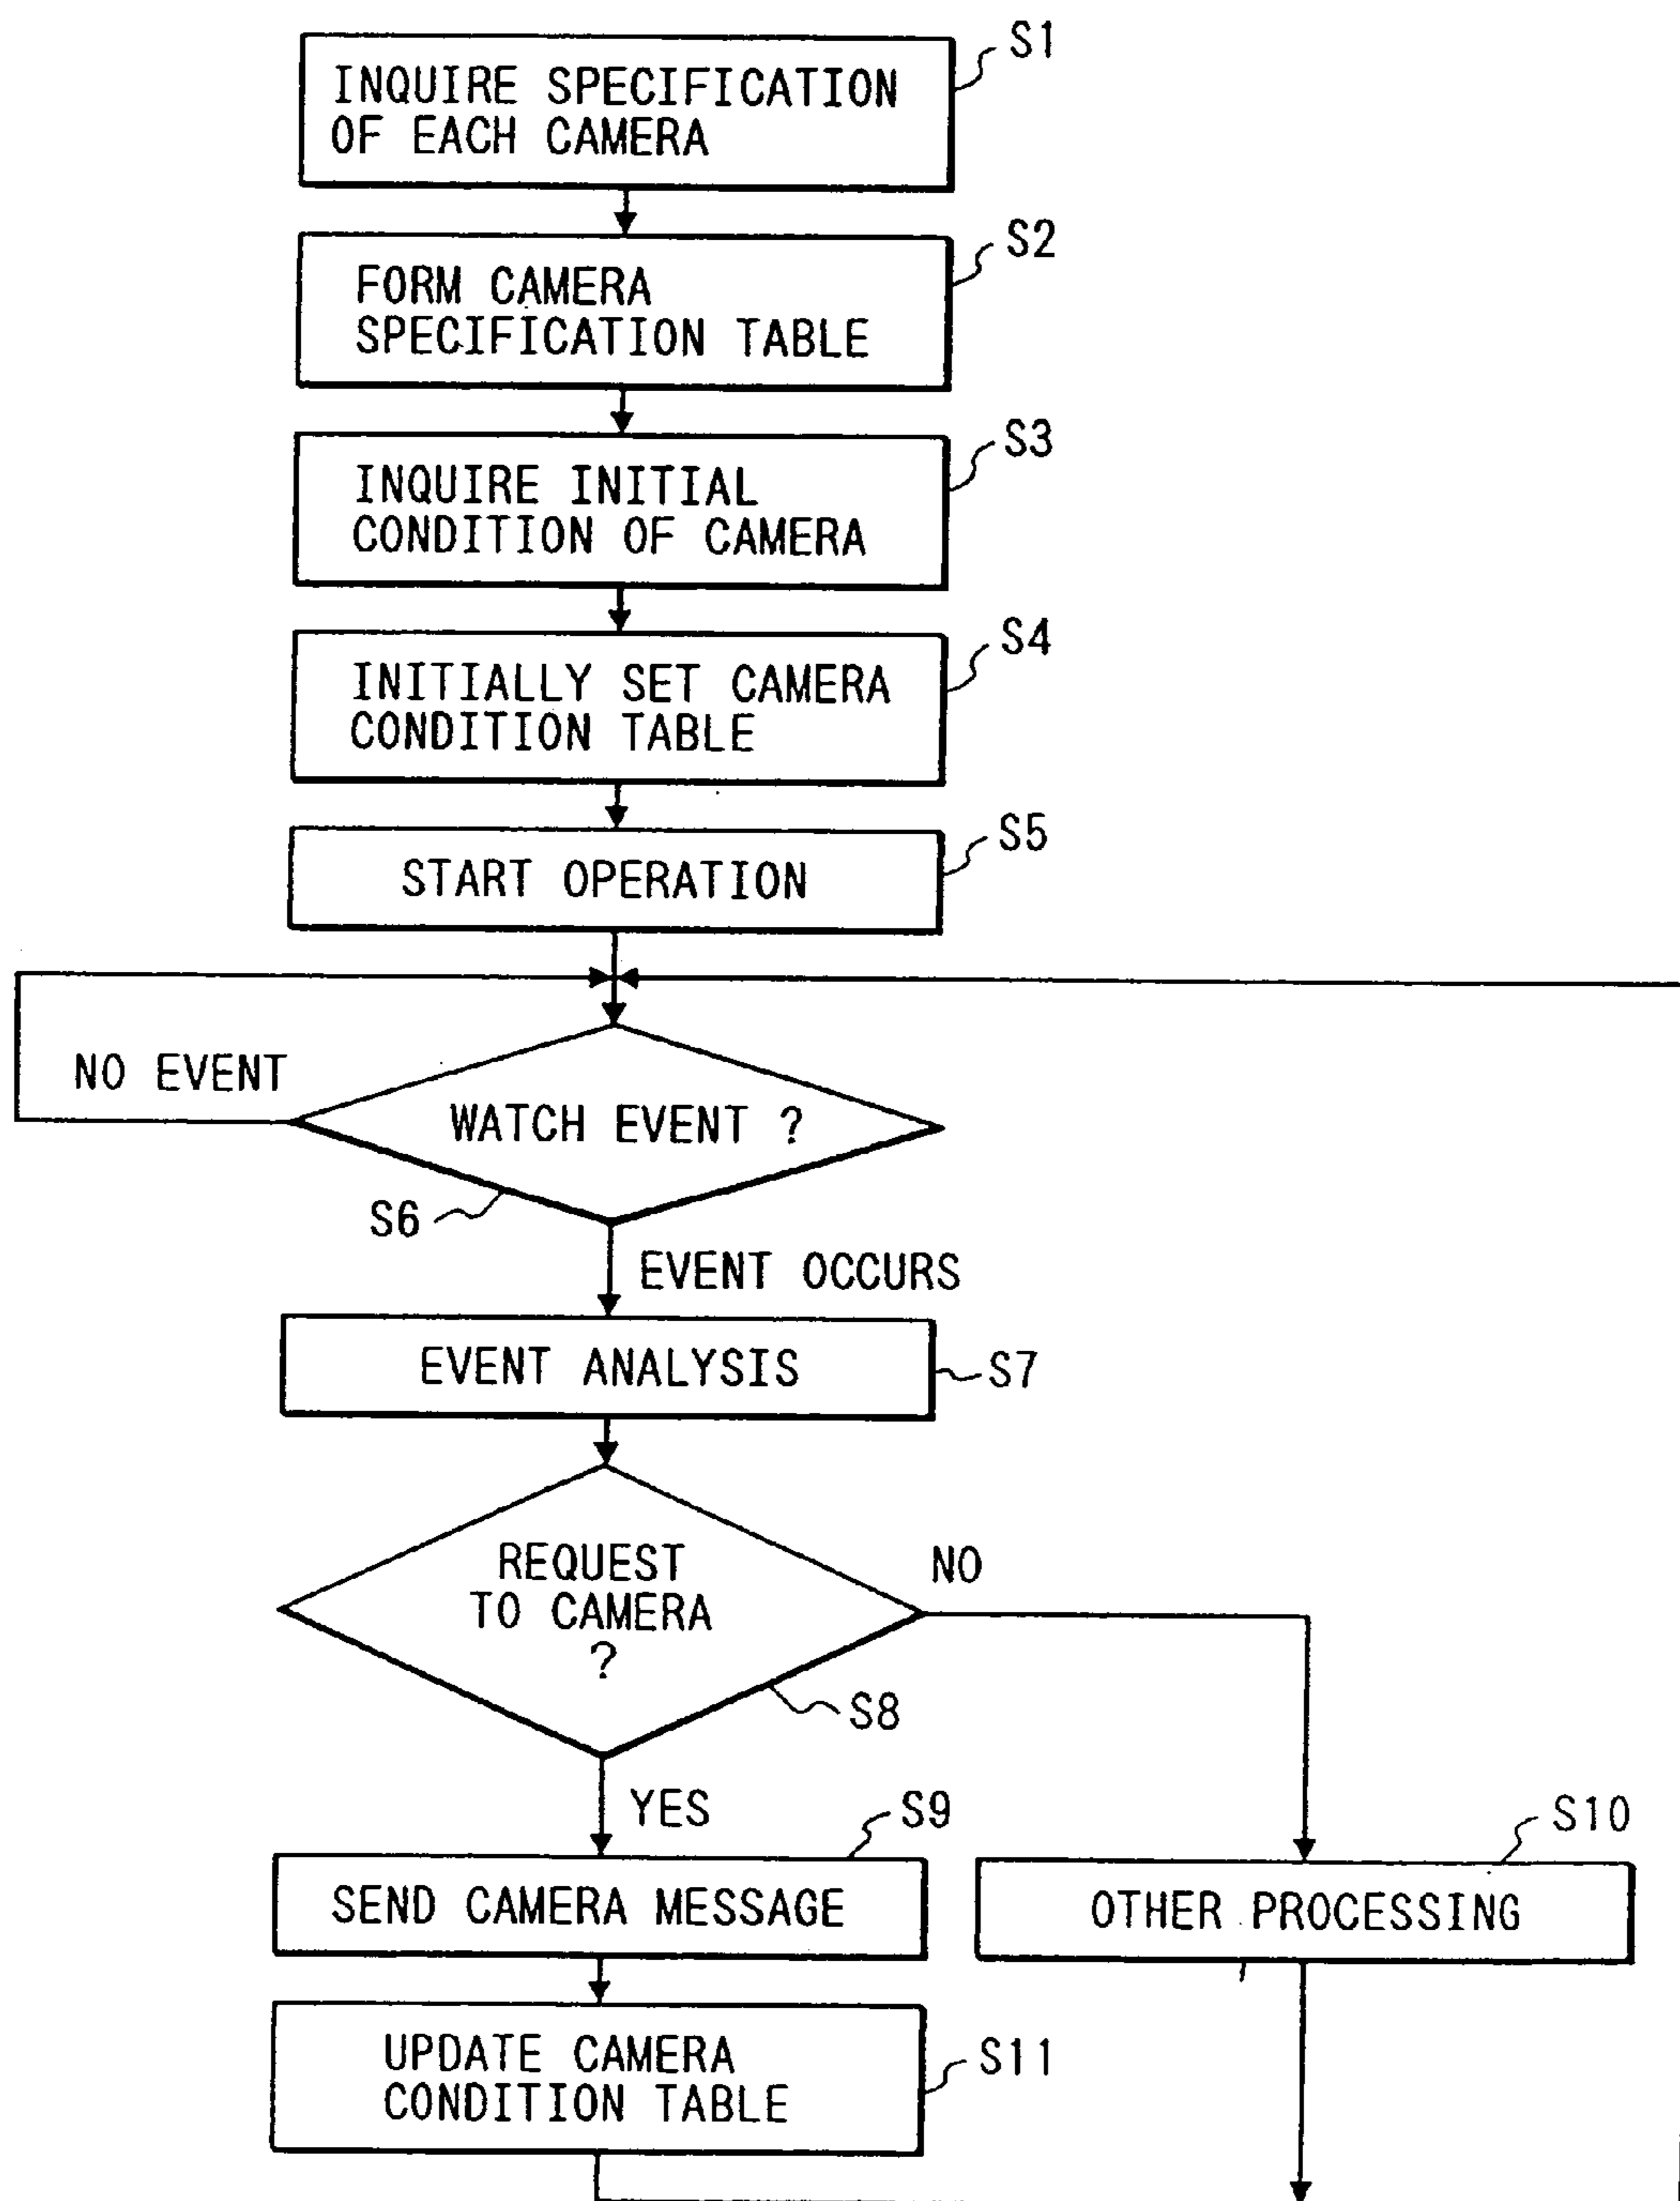 S1
INQUIRE SPECIFICATION
OF EACH CAMERA
S2
FORM CAMERA
SPECIFICATION TABLE
S3
INQUIRE INITIAL
CONDITION OF CAMERA
S4
INITIALLY SET CAMERA
CONDITION TABLE
S5
START OPERATION
NO EVENT
WATCH EVENT ?
S6
EVENT OCCURS
EVENT ANALYSIS
S7
REQUEST
TO CAMERA
?
NO
S8
YES
S9
S10
SEND CAMERA MESSAGE
OTHER PROCESSING
UPDATE CAMERA
CONDITION TABLE
S11